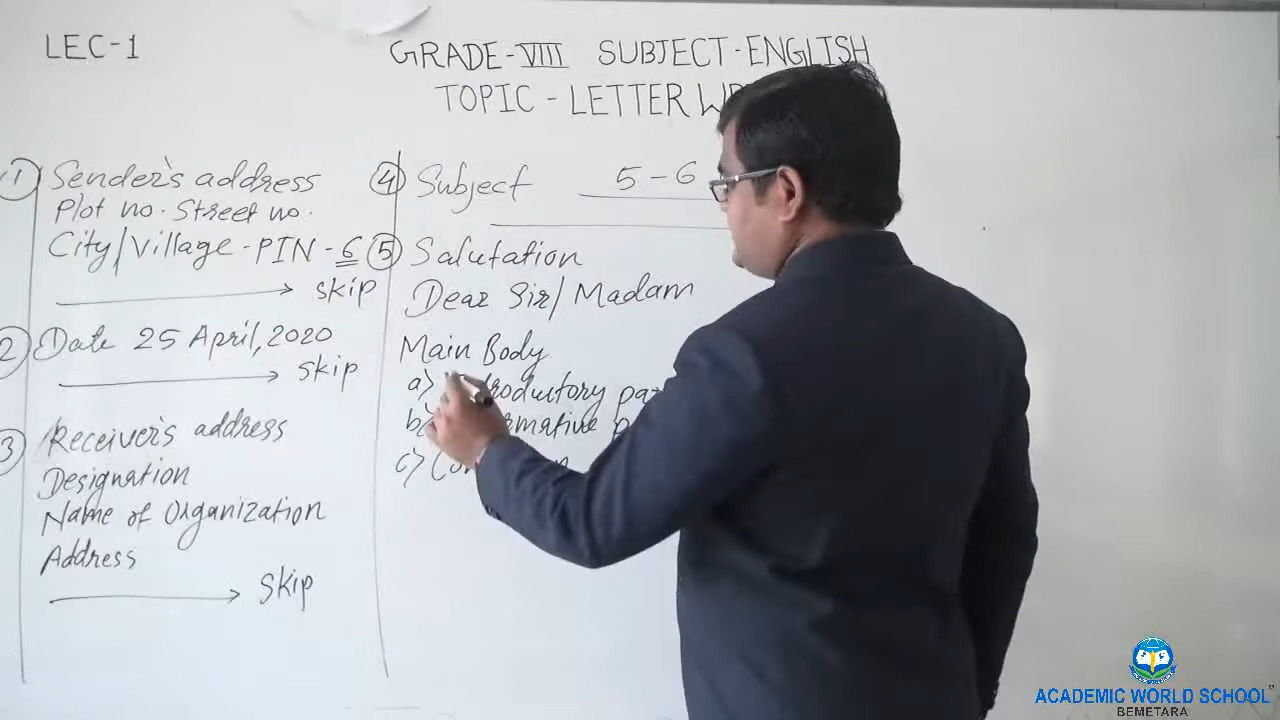 LEC-1
GRADE-VIII SUBJECT-ENGLISH
TOPIC - LETTER
1 Sender's address
Plot no. Street no.
City/Village - PIN - 6
skip
2 Date 25 April, 2020
skip
3 Receiver's address
Designation
Name of Organization
Address
skip
4 Subject 5-6
5 Salutation
Dear Sir/Madam
Main Body
a)
b)
c)
ACADEMIC WORLD SCHOOL
BEMETARA